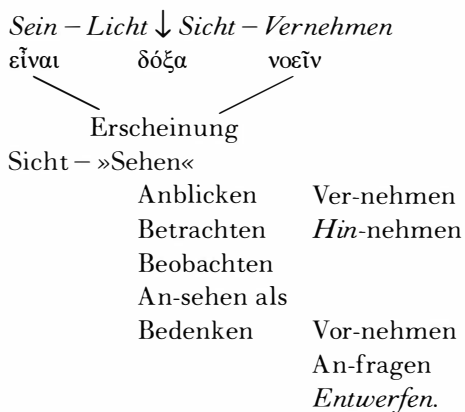 Sein – Licht ↓ Sicht – Vernehmen
εἶναι δόξα νοεῖν
Erscheinung
Sicht – »Sehen«
Anblicken Ver-nehmen
Betrachten Hin-nehmen
Beobachten
An-sehen als
Bedenken Vor-nehmen
An-fragen
Entwerfen.